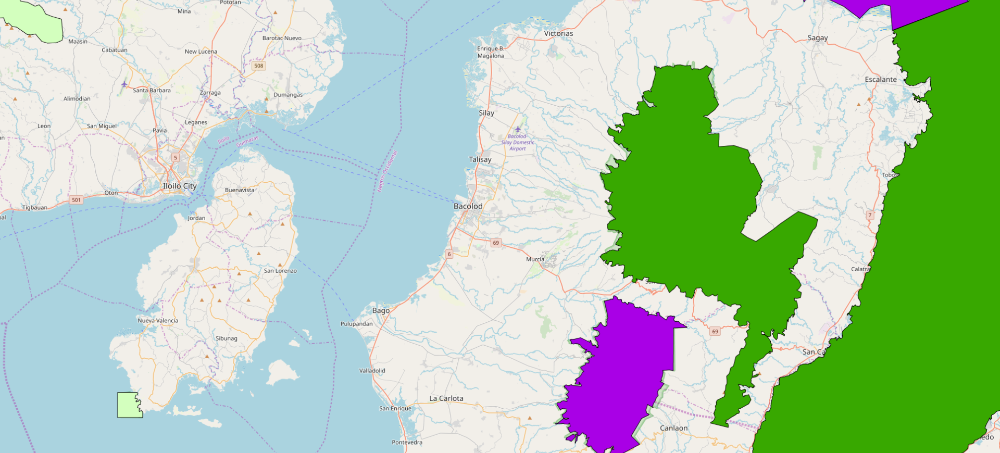 Pototan
Mina
Maasin
Barotac Nuevo
Cabatuan
New Lucena
508
Santa Barbara
Zarraga
Dumangas
Alimodian
Leon
San Miguel
Leganes
Pavia
Iloilo
Guimaras
5
Iloilo City
Oton
501
Tigbauan
Buenavista
Jordan
San Lorenzo
Nueva Valencia
Sibunag
Negros Occidental
Victorias
Enrique B.
Magalona
Silay
Bacolod-
Silay Domestic
Airport
Talisay
Bacolod
69
6
Murcia
Bago
Pulupandan
Valladolid
San Enrique
La Carlota
Pontevedra
Sagay
Escalante
Tobos
7
Calatra
69
San Ca
Canlaon